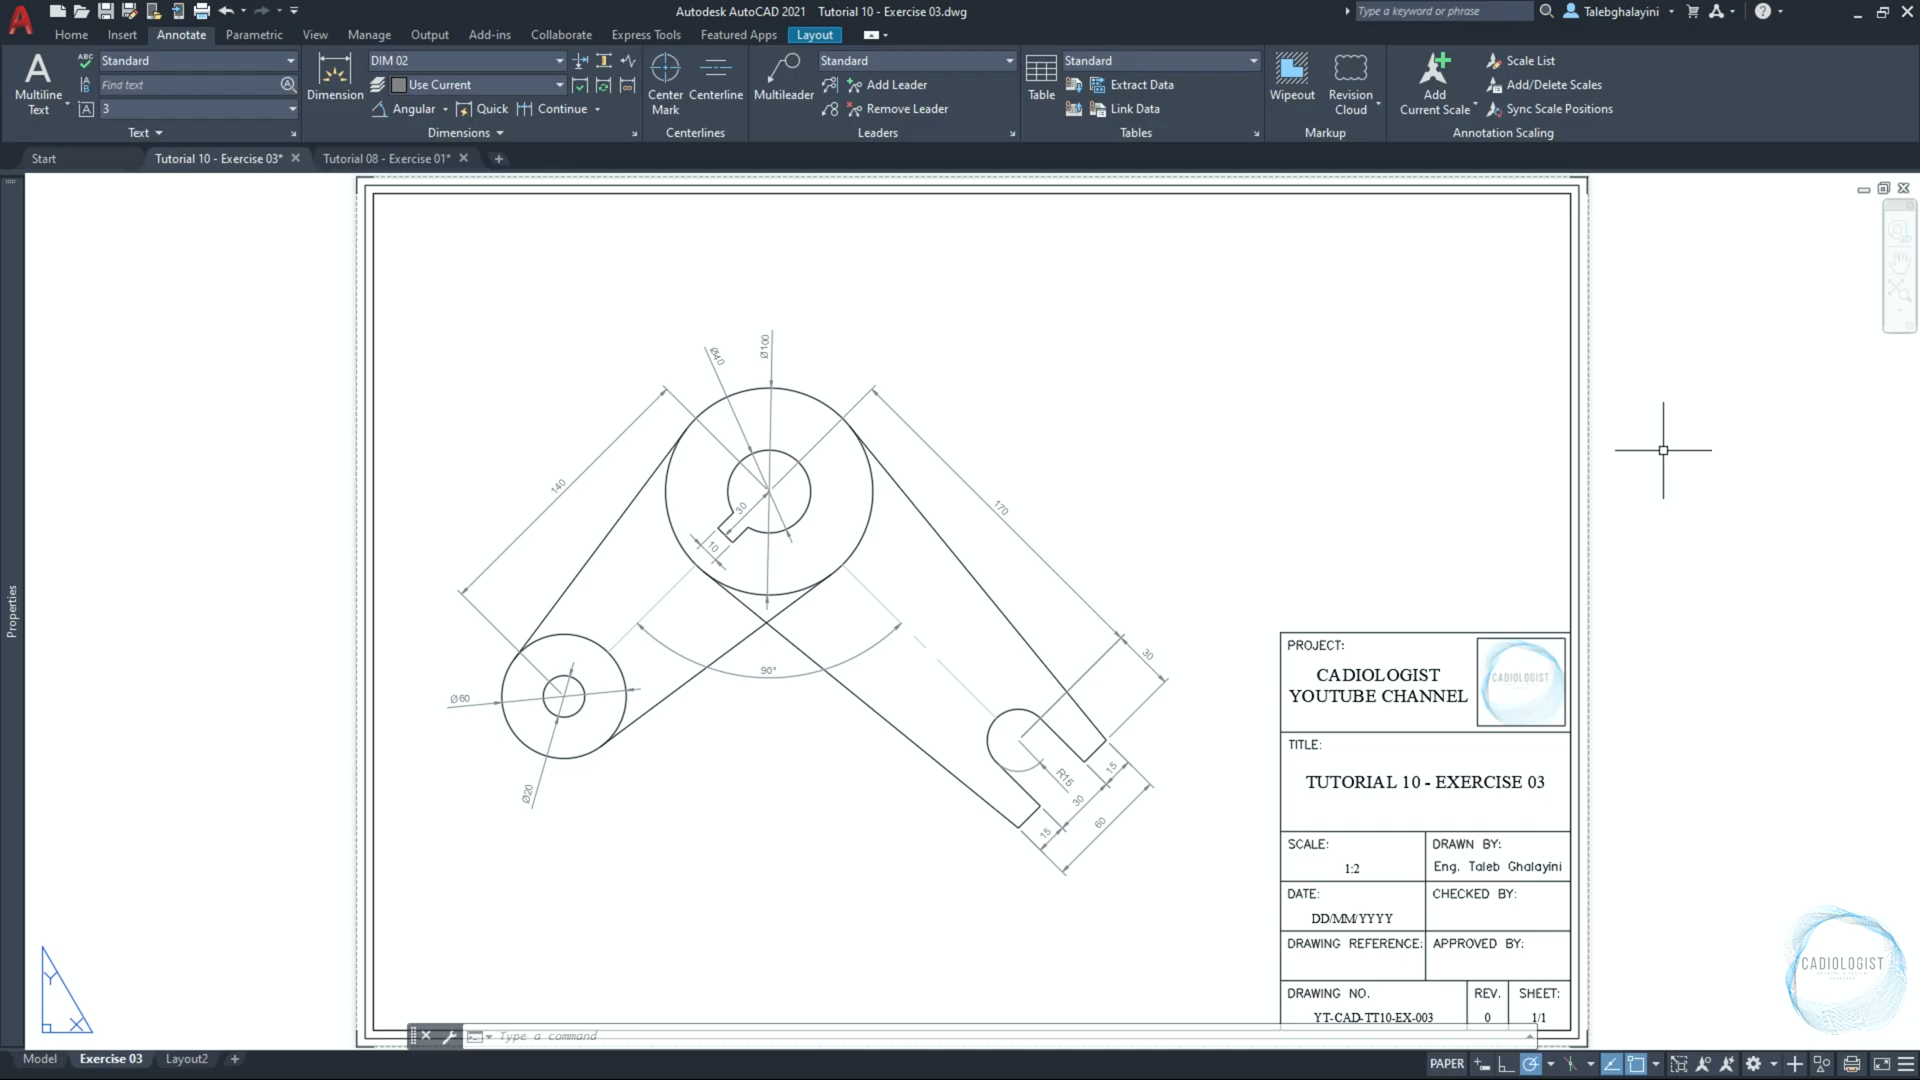 Autodesk AutoCAD 2021 Tutorial 10 - Exercise 03.dwg
Type a keyword or phrase
Talebghalayini
Home Insert Annotate Parametric View Manage Output Add-ins Collaborate Express Tools Featured Apps Layout
Multiline Text
Standard
Find text
3
Text
Dimension
DIM 02
Use Current
Angular Quick Continue
Dimensions
Center Mark
Centerline
Centerlines
Multileader
Standard
Add Leader
Remove Leader
Leaders
Table
Standard
Extract Data
Link Data
Tables
Wipeout
Revision Cloud
Markup
Add Current Scale
Scale List
Add/Delete Scales
Sync Scale Positions
Annotation Scaling
Start Tutorial 10 - Exercise 03* Tutorial 08 - Exercise 01*
Properties
Ø40
Ø100
140
170
30
10
90°
30
Ø60
Ø20
R15
15
30
15
60
PROJECT:
CADIOLOGIST
YOUTUBE CHANNEL
CADIOLOGIST
TITLE:
TUTORIAL 10 - EXERCISE 03
SCALE:
1:2
DRAWN BY:
Eng. Taleb Ghalayini
DATE:
DD/MM/YYYY
CHECKED BY:
DRAWING REFERENCE:
APPROVED BY:
DRAWING NO.
YT-CAD-TT10-EX-003
REV.
0
SHEET:
1/1
CADIOLOGIST
Y
X
Type a command
Model Exercise 03 Layout2
PAPER